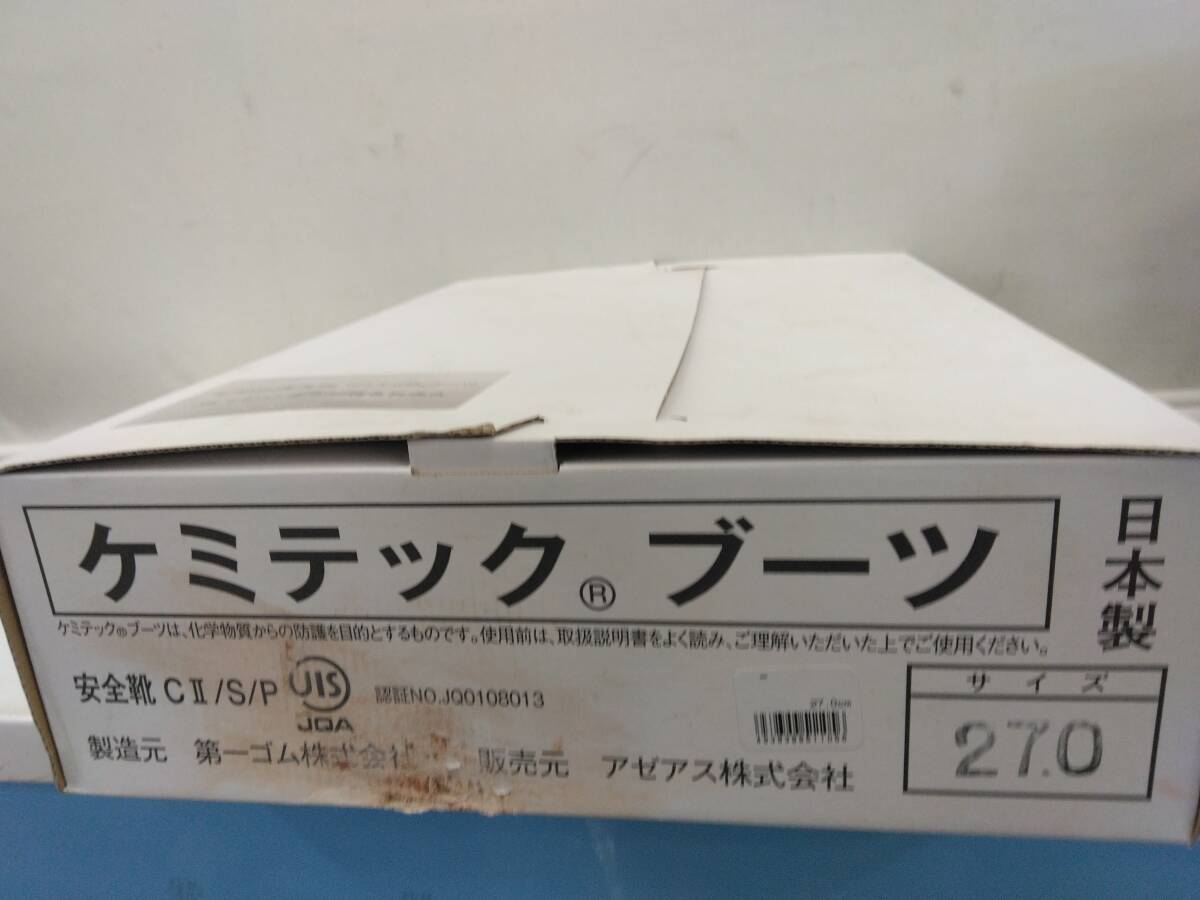 ケミテック® ブーツ
日本製
ケミテック®ブーツは、化学物質からの防護を目的とするものです。使用前は、取扱説明書をよく読み、ご理解いただいた上でご使用ください。
安全靴 CⅡ/S/P
JIS
JQA
認証NO.JQ0108013
製造元 第一ゴム株式会社 販売元 アゼアス株式会社
27.0cm
サイズ
27.0